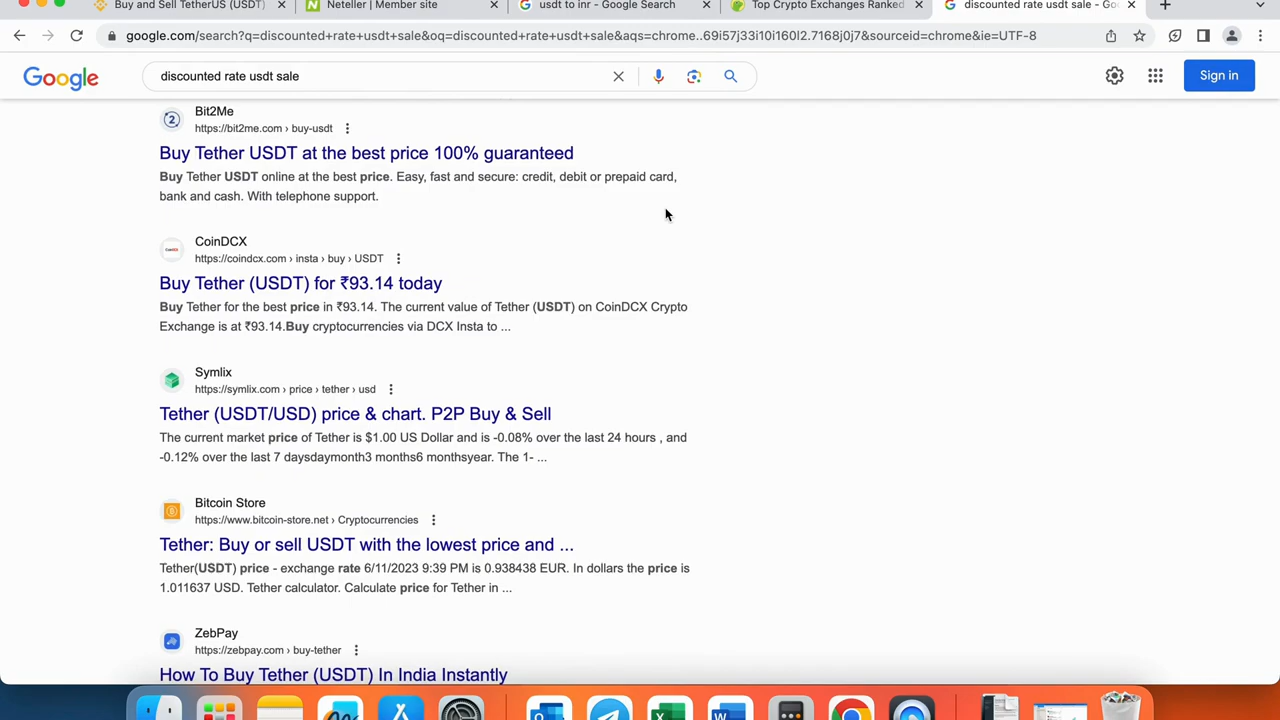 Buy and Sell TetherUS (USDT)
Neteller | Member site
usdt to inr - Google Search
Top Crypto Exchanges Ranked
discounted rate usdt sale - Goo
google.com/search?q=discounted+rate+usdt+sale&oq=discounted+rate+usdt+sale&aqs=chrome..69i57j33i10i160l2.7168j0j7&sourceid=chrome&ie=UTF-8
Google
discounted rate usdt sale
Sign in
Bit2Me
https://bit2me.com › buy-usdt
Buy Tether USDT at the best price 100% guaranteed
Buy Tether USDT online at the best price. Easy, fast and secure: credit, debit or prepaid card,
bank and cash. With telephone support.
CoinDCX
https://coindcx.com › insta › buy › USDT
Buy Tether (USDT) for ₹93.14 today
Buy Tether for the best price in ₹93.14. The current value of Tether (USDT) on CoinDCX Crypto
Exchange is at ₹93.14.Buy cryptocurrencies via DCX Insta to ...
Symlix
https://symlix.com › price › tether › usd
Tether (USDT/USD) price & chart. P2P Buy & Sell
The current market price of Tether is $1.00 US Dollar and is -0.08% over the last 24 hours , and
-0.12% over the last 7 daysdaymonth3 months6 monthsyear. The 1- ...
Bitcoin Store
https://www.bitcoin-store.net › Cryptocurrencies
Tether: Buy or sell USDT with the lowest price and ...
Tether(USDT) price - exchange rate 6/11/2023 9:39 PM is 0.938438 EUR. In dollars the price is
1.011637 USD. Tether calculator. Calculate price for Tether in ...
ZebPay
https://zebpay.com › buy-tether
How To Buy Tether (USDT) In India Instantly